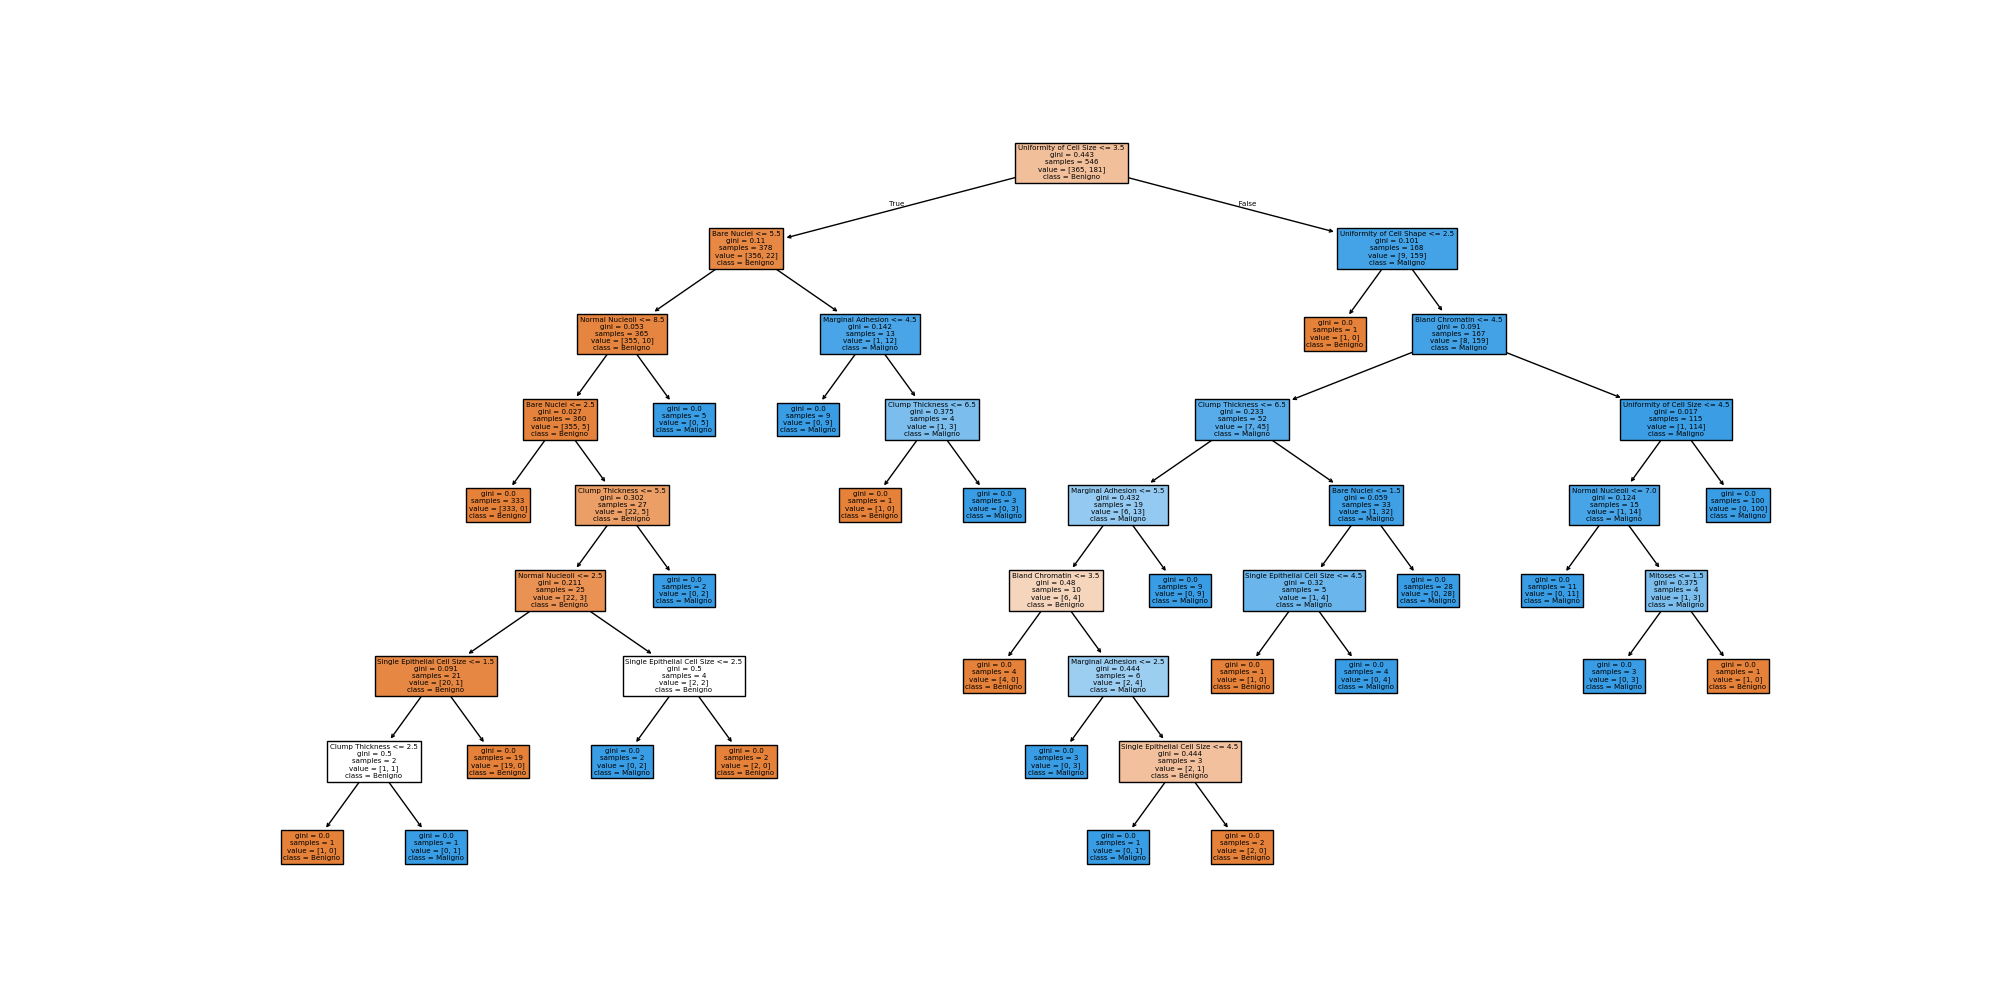 Uniformity of Cell Size <= 3.5
gini = 0.443
samples = 546
value = [365, 181]
class = Benigno
True
False
Bare Nuclei <= 5.5
gini = 0.11
samples = 378
value = [356, 22]
class = Benigno
Uniformity of Cell Shape <= 2.5
gini = 0.101
samples = 168
value = [9, 159]
class = Maligno
Normal Nucleoli <= 8.5
gini = 0.053
samples = 365
value = [355, 10]
class = Benigno
Marginal Adhesion <= 4.5
gini = 0.142
samples = 13
value = [1, 12]
class = Maligno
gini = 0.0
samples = 1
value = [1, 0]
class = Benigno
Bland Chromatin <= 4.5
gini = 0.091
samples = 167
value = [8, 159]
class = Maligno
Bare Nuclei <= 2.5
gini = 0.027
samples = 360
value = [355, 5]
class = Benigno
gini = 0.0
samples = 5
value = [0, 5]
class = Maligno
gini = 0.0
samples = 9
value = [0, 9]
class = Maligno
Clump Thickness <= 6.5
gini = 0.375
samples = 4
value = [1, 3]
class = Maligno
Clump Thickness <= 6.5
gini = 0.233
samples = 52
value = [7, 45]
class = Maligno
Uniformity of Cell Size <= 4.5
gini = 0.017
samples = 115
value = [1, 114]
class = Maligno
gini = 0.0
samples = 333
value = [333, 0]
class = Benigno
Clump Thickness <= 5.5
gini = 0.302
samples = 27
value = [22, 5]
class = Benigno
gini = 0.0
samples = 1
value = [1, 0]
class = Benigno
gini = 0.0
samples = 3
value = [0, 3]
class = Maligno
Marginal Adhesion <= 5.5
gini = 0.432
samples = 19
value = [6, 13]
class = Maligno
Bare Nuclei <= 1.5
gini = 0.059
samples = 33
value = [1, 32]
class = Maligno
Normal Nucleoli <= 7.0
gini = 0.124
samples = 15
value = [1, 14]
class = Maligno
gini = 0.0
samples = 100
value = [0, 100]
class = Maligno
Normal Nucleoli <= 2.5
gini = 0.211
samples = 25
value = [22, 3]
class = Benigno
gini = 0.0
samples = 2
value = [0, 2]
class = Maligno
Bland Chromatin <= 3.5
gini = 0.48
samples = 10
value = [6, 4]
class = Benigno
gini = 0.0
samples = 9
value = [0, 9]
class = Maligno
Single Epithelial Cell Size <= 4.5
gini = 0.32
samples = 5
value = [1, 4]
class = Maligno
gini = 0.0
samples = 28
value = [0, 28]
class = Maligno
gini = 0.0
samples = 11
value = [0, 11]
class = Maligno
Mitoses <= 1.5
gini = 0.375
samples = 4
value = [1, 3]
class = Maligno
Single Epithelial Cell Size <= 1.5
gini = 0.091
samples = 21
value = [20, 1]
class = Benigno
Single Epithelial Cell Size <= 2.5
gini = 0.5
samples = 4
value = [2, 2]
class = Benigno
gini = 0.0
samples = 4
value = [4, 0]
class = Benigno
Marginal Adhesion <= 2.5
gini = 0.444
samples = 6
value = [2, 4]
class = Maligno
gini = 0.0
samples = 1
value = [1, 0]
class = Benigno
gini = 0.0
samples = 4
value = [0, 4]
class = Maligno
gini = 0.0
samples = 3
value = [0, 3]
class = Maligno
gini = 0.0
samples = 1
value = [1, 0]
class = Benigno
Clump Thickness <= 2.5
gini = 0.5
samples = 2
value = [1, 1]
class = Benigno
gini = 0.0
samples = 19
value = [19, 0]
class = Benigno
gini = 0.0
samples = 2
value = [0, 2]
class = Maligno
gini = 0.0
samples = 2
value = [2, 0]
class = Benigno
gini = 0.0
samples = 3
value = [0, 3]
class = Maligno
Single Epithelial Cell Size <= 4.5
gini = 0.444
samples = 3
value = [2, 1]
class = Benigno
gini = 0.0
samples = 1
value = [1, 0]
class = Benigno
gini = 0.0
samples = 1
value = [0, 1]
class = Maligno
gini = 0.0
samples = 1
value = [0, 1]
class = Maligno
gini = 0.0
samples = 2
value = [2, 0]
class = Benigno